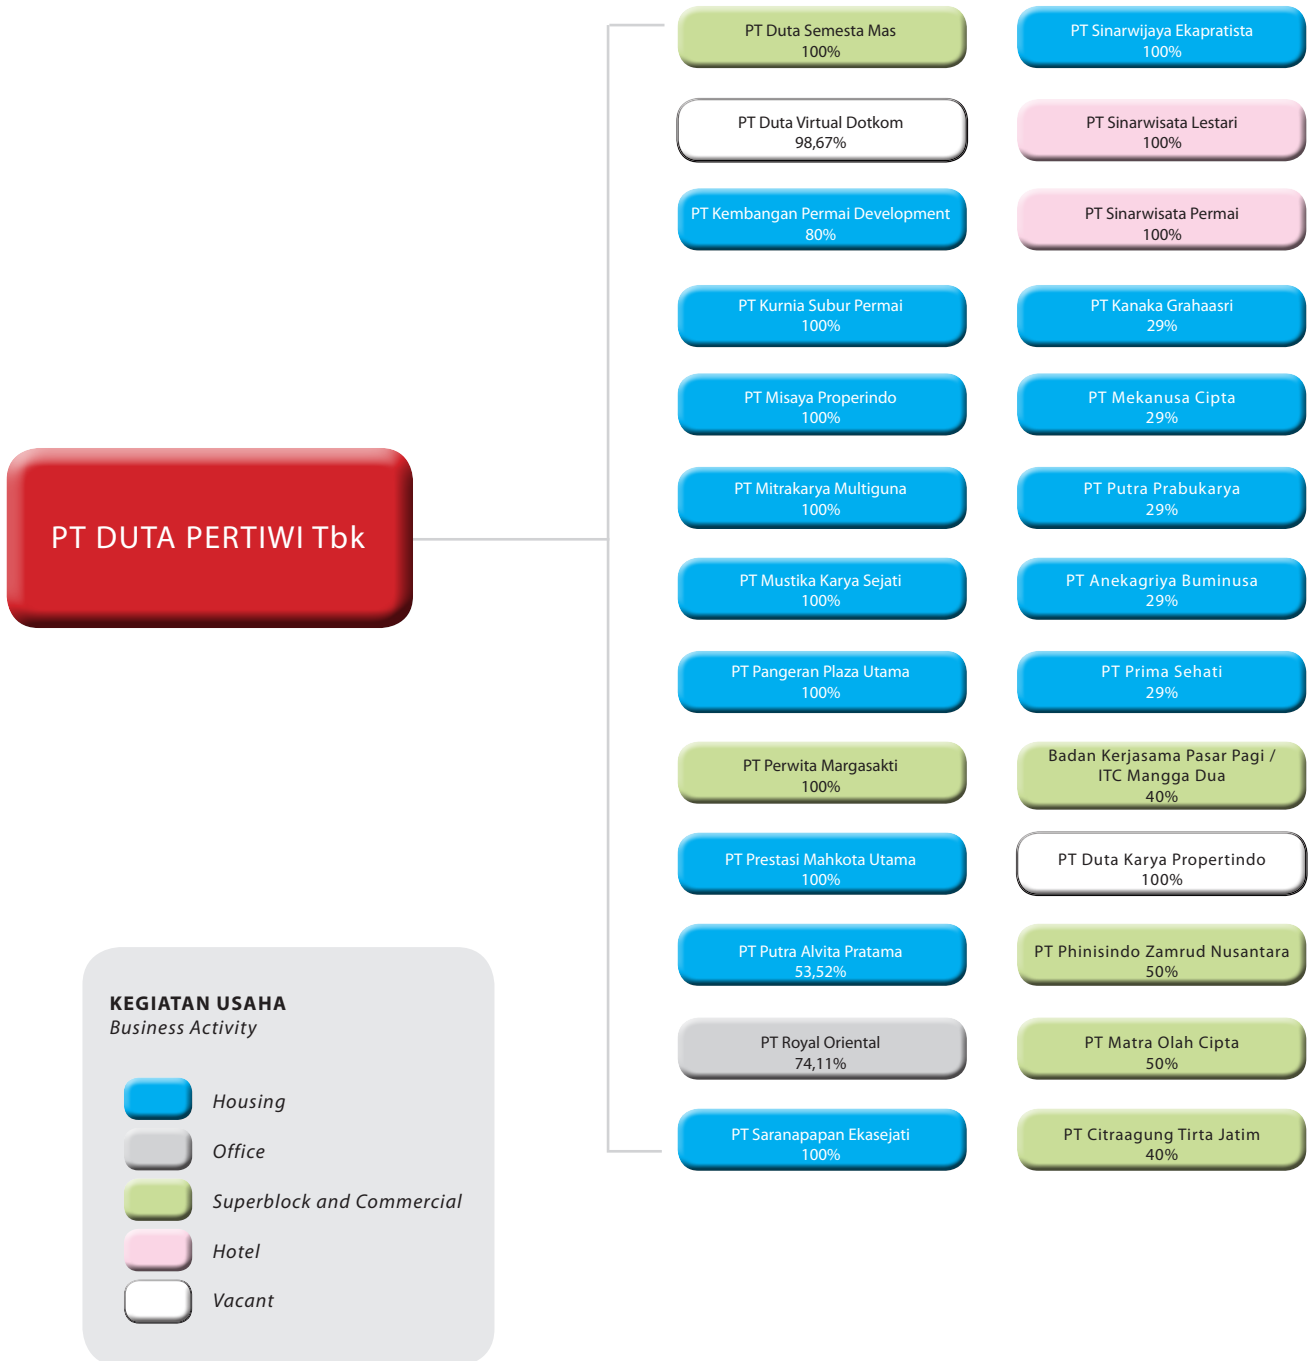 PT DUTA PERTIWI Tbk
PT Duta Semesta Mas
100%
PT Duta Virtual Dotkom
98,67%
PT Kembangan Permai Development
80%
PT Kurnia Subur Permai
100%
PT Misaya Properindo
100%
PT Mitrakarya Multiguna
100%
PT Mustika Karya Sejati
100%
PT Pangeran Plaza Utama
100%
PT Perwita Margasakti
100%
PT Prestasi Mahkota Utama
100%
PT Putra Alvita Pratama
53,52%
PT Royal Oriental
74,11%
PT Saranapapan Ekasejati
100%
PT Sinarwijaya Ekapratista
100%
PT Sinarwisata Lestari
100%
PT Sinarwisata Permai
100%
PT Kanaka Grahaasri
29%
PT Mekanusa Cipta
29%
PT Putra Prabukarya
29%
PT Anekagriya Buminusa
29%
PT Prima Sehati
29%
Badan Kerjasama Pasar Pagi /
ITC Mangga Dua
40%
PT Duta Karya Propertindo
100%
PT Phinisindo Zamrud Nusantara
50%
PT Matra Olah Cipta
50%
PT Citraagung Tirta Jatim
40%
KEGIATAN USAHA
Business Activity
Housing
Office
Superblock and Commercial
Hotel
Vacant